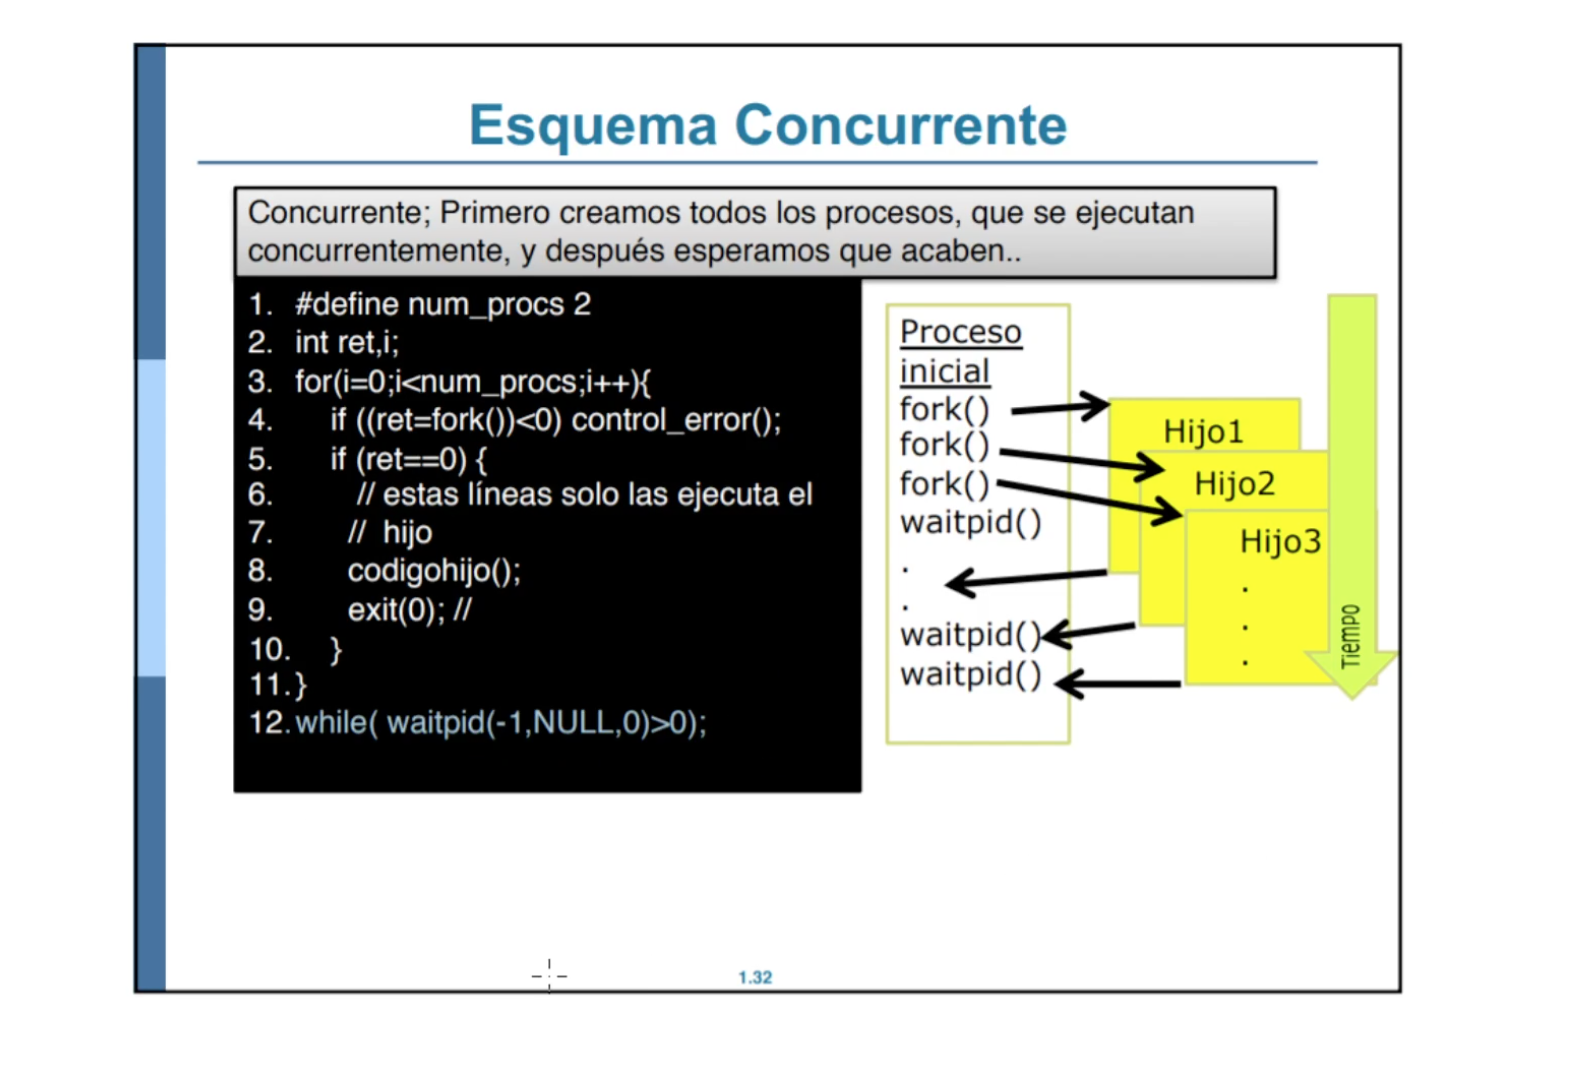 Esquema Concurrente
Concurrente; Primero creamos todos los procesos, que se ejecutan
concurrentemente, y después esperamos que acaben..
1. #define num_procs 2
2. int ret,i;
3. for(i=0;i<num_procs;i++){
4. if ((ret=fork())<0) control_error();
5. if (ret==0) {
6. // estas líneas solo las ejecuta el
7. // hijo
8. codigohijo();
9. exit(0); //
10. }
11.}
12.while( waitpid(-1,NULL,0)>0);
Proceso
inicial
fork()
fork()
fork()
waitpid()
.
.
waitpid()
waitpid()
Hijo1
Hijo2
Hijo3
.
.
.
Tiempo
1.32